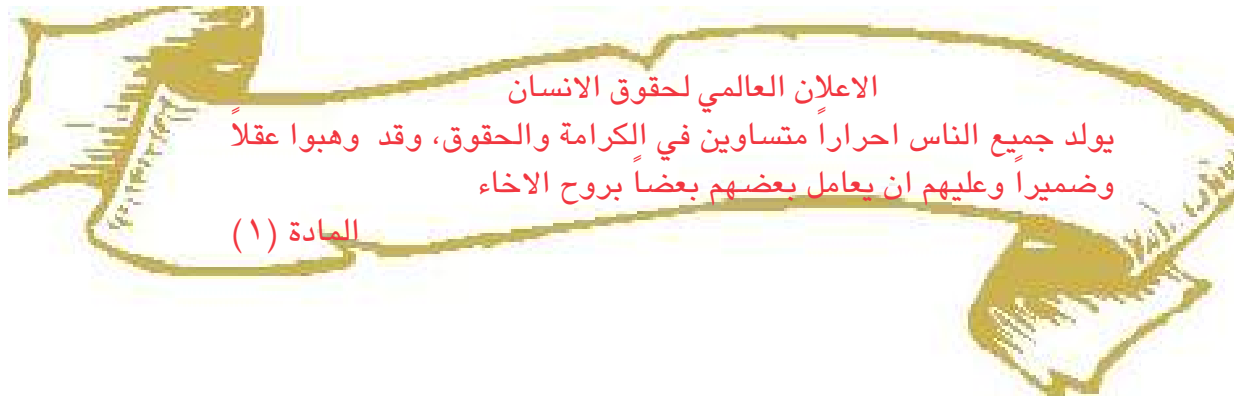 الاعلان العالمي لحقوق الانسان
يولد جميع الناس احراراً متساوين في الكرامة والحقوق، وقد وهبوا عقلاً
وضميراً وعليهم ان يعامل بعضهم بعضاً بروح الاخاء
المادة (١)